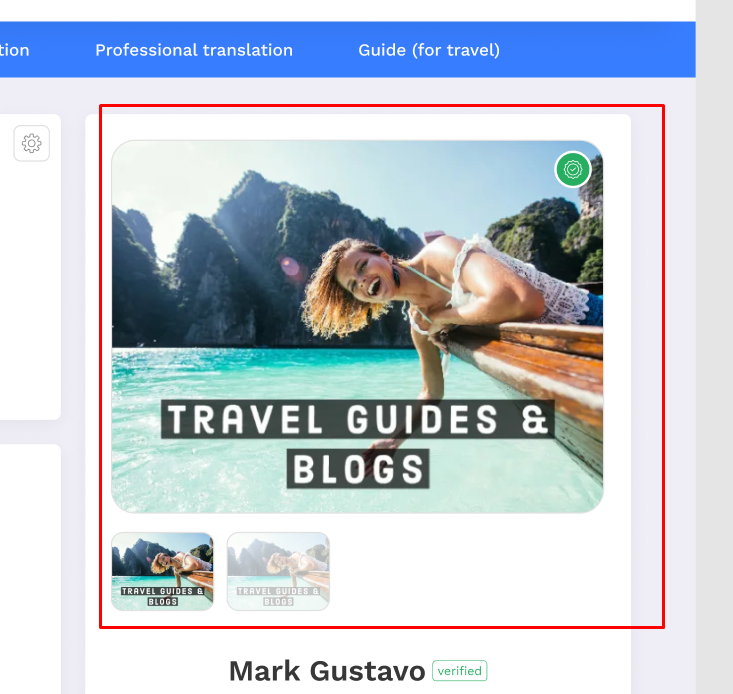 tion
Professional translation
Guide (for travel)
TRAVEL GUIDES &
BLOGS
TRAVEL GUIDES &
BLOGS
TRAVEL GUIDES &
BLOGS
Mark Gustavo verified